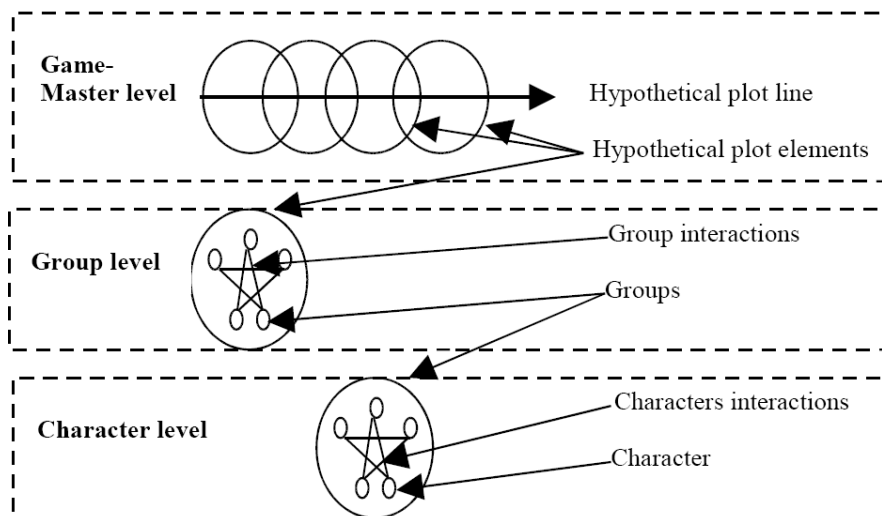 Game-
Master level
Hypothetical plot line
Hypothetical plot elements
Group level
Group interactions
Groups
Character level
Characters interactions
Character